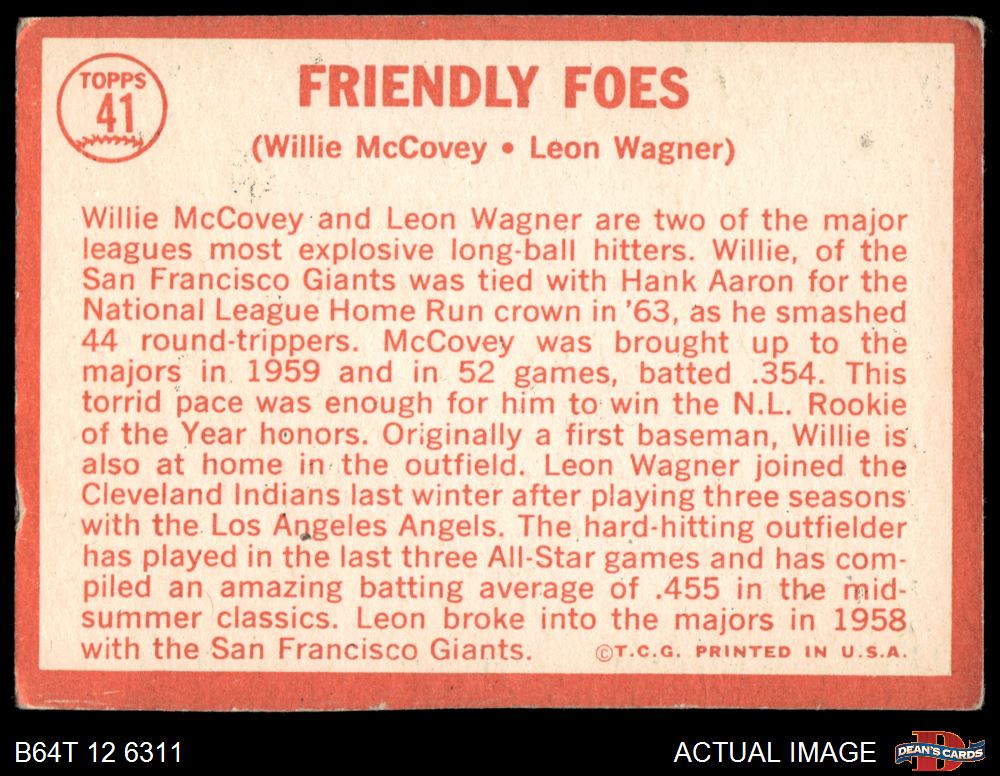 TOPPS
41
FRIENDLY FOES
(Willie McCovey • Leon Wagner)
Willie McCovey and Leon Wagner are two of the major
leagues most explosive long-ball hitters. Willie, of the
San Francisco Giants was tied with Hank Aaron for the
National League Home Run crown in '63, as he smashed
44 round-trippers. McCovey was brought up to the
majors in 1959 and in 52 games, batted .354. This
torrid pace was enough for him to win the N.L. Rookie
of the Year honors. Originally a first baseman, Willie is
also at home in the outfield. Leon Wagner joined the
Cleveland Indians last winter after playing three seasons
with the Los Angeles Angels. The hard-hitting outfielder
has played in the last three All-Star games and has com-
piled an amazing batting average of .455 in the mid-
summer classics. Leon broke into the majors in 1958
with the San Francisco Giants. ©T.C.G. PRINTED IN U.S.A.
B64T 12 6311
ACTUAL IMAGE
DEAN'S CARDS